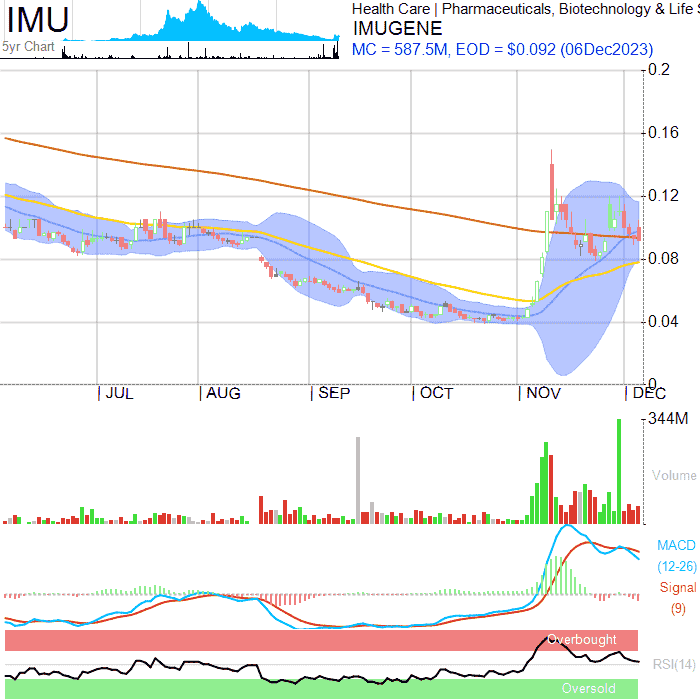 IMU
5yr Chart
Health Care | Pharmaceuticals, Biotechnology & Life S
IMUGENE
MC = 587.5M, EOD = $0.092 (06Dec2023)
0.2
0.16
0.12
0.08
0.04
0
JUL AUG SEP OCT NOV DEC
344M
Volume
MACD
(12-26)
Signal
(9)
Overbought
RSI(14)
Oversold